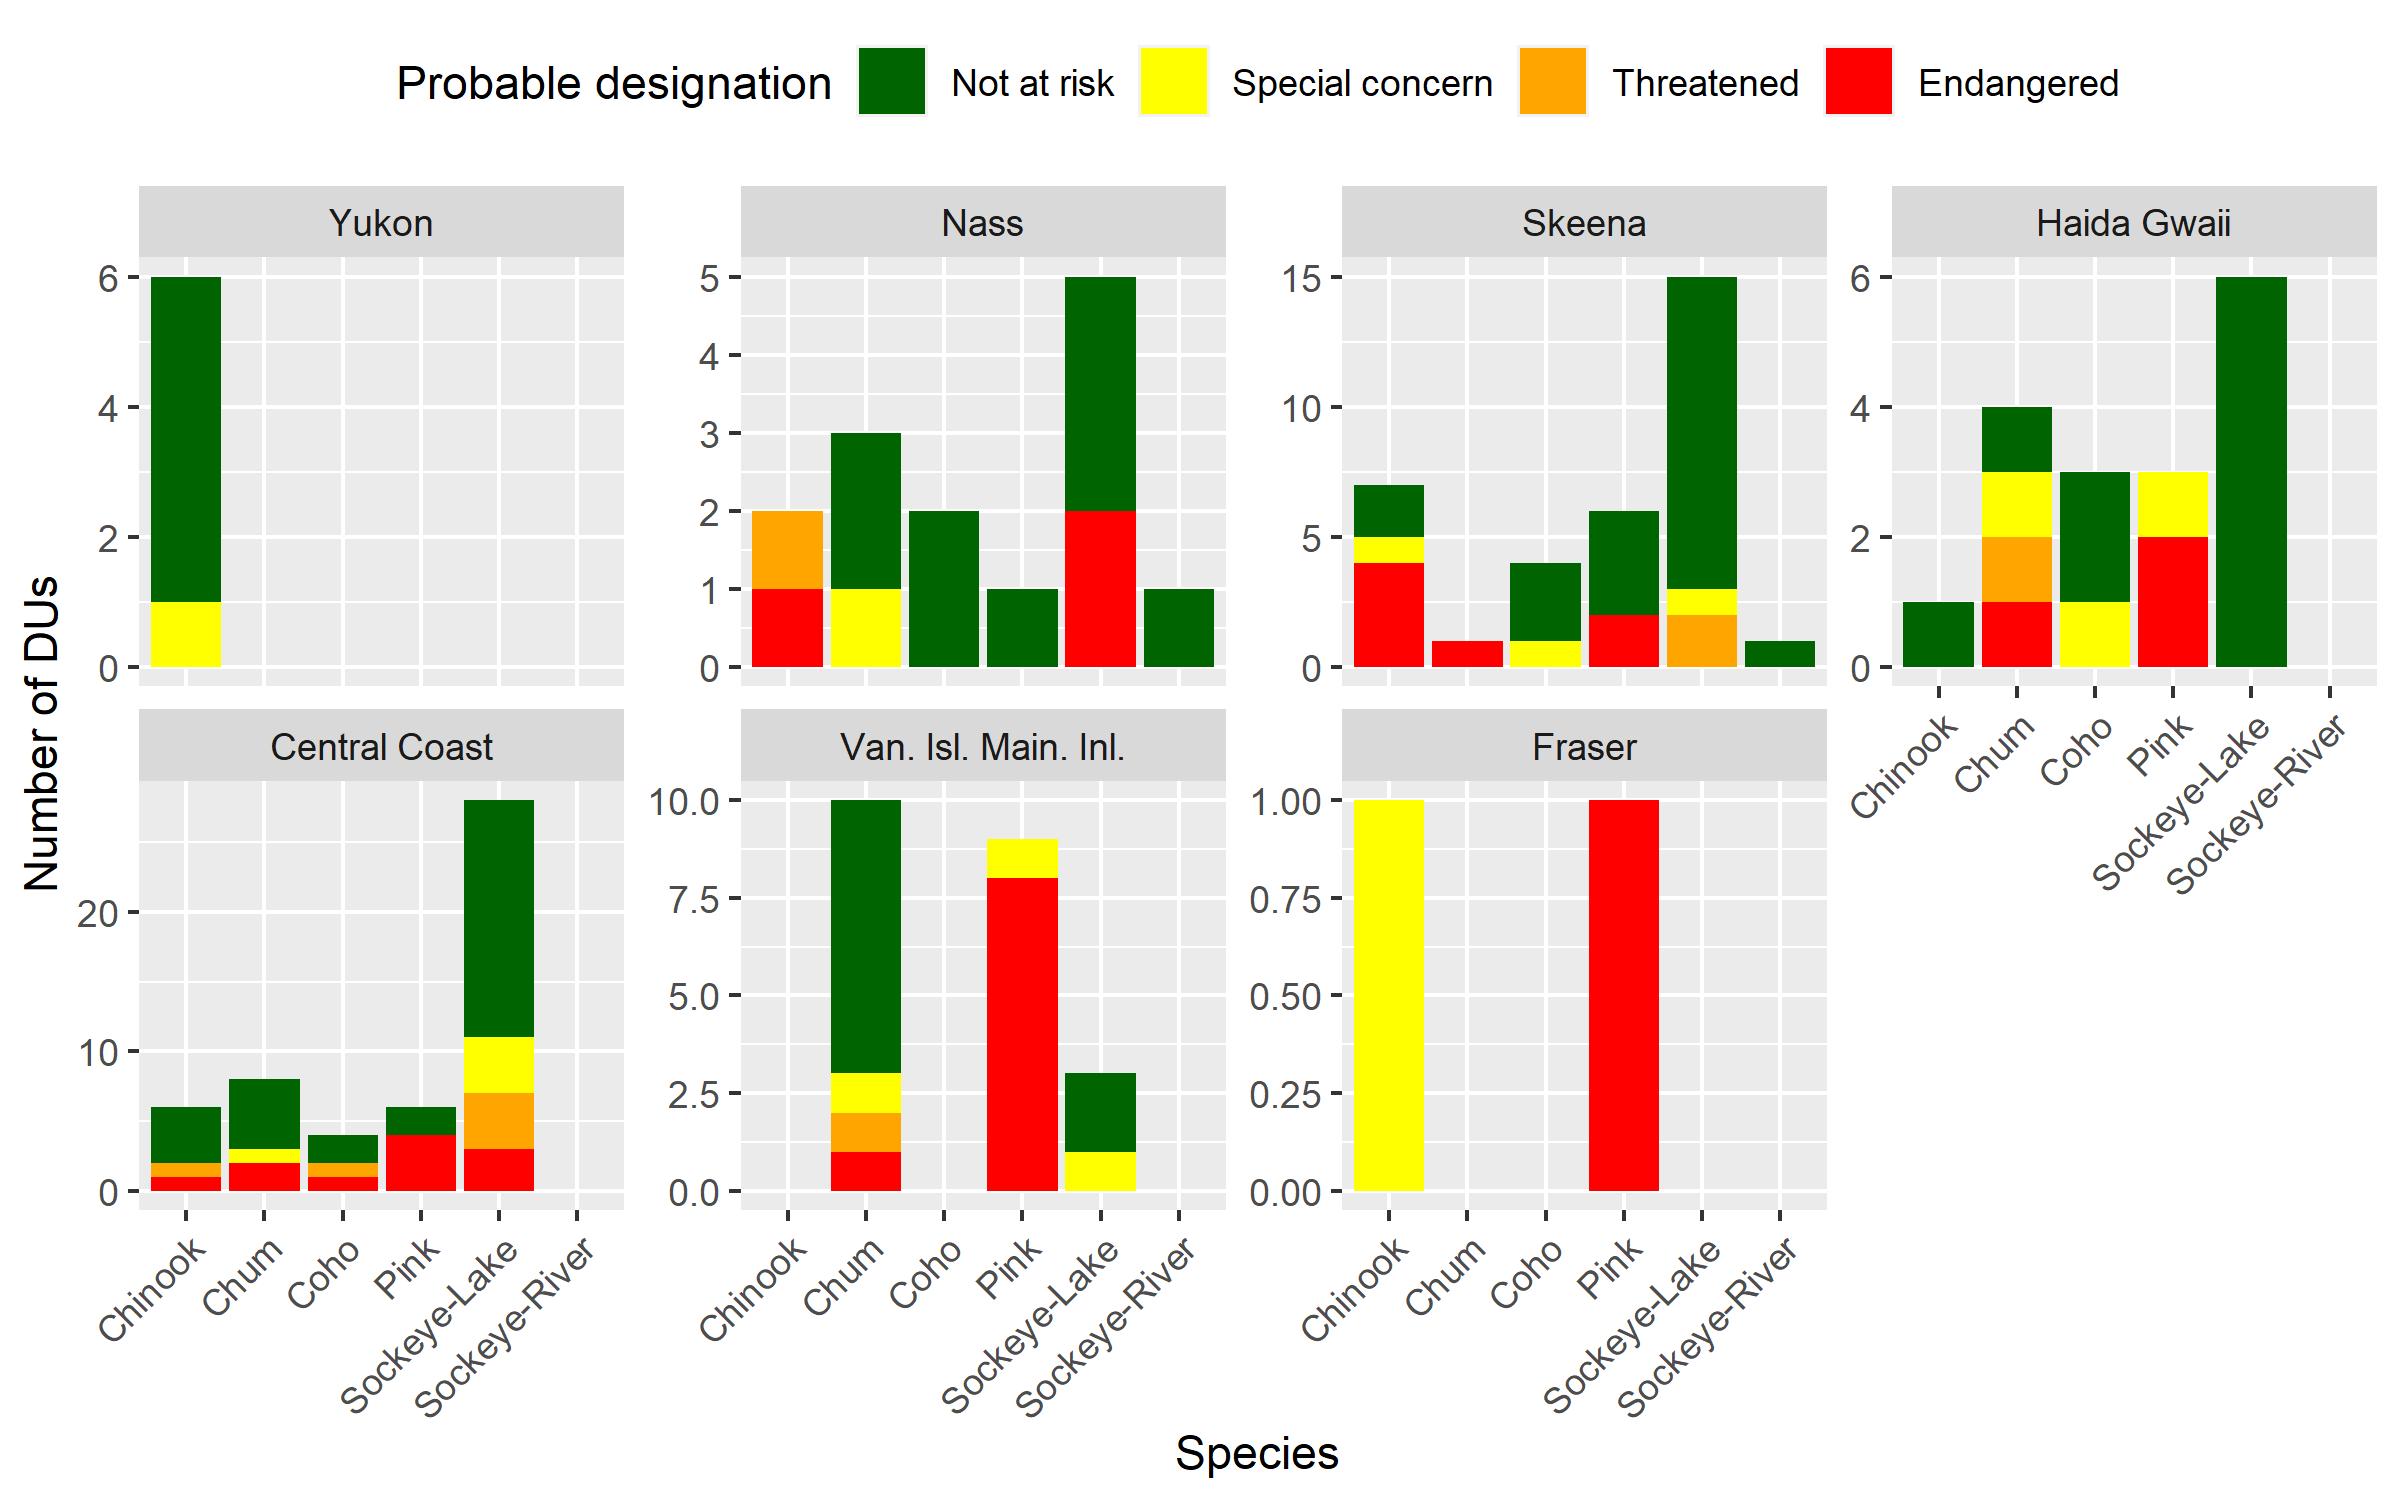 Probable designation Not at risk Special concern Threatened Endangered
Yukon Nass Skeena Haida Gwaii
6
4
2
0
5
4
3
2
1
0
15
10
5
0
6
4
2
0
Chinook
Chum
Coho
Pink
Sockeye-Lake
Sockeye-River
Number of DUs
Central Coast Van. Isl. Main. Inl. Fraser
20
10
0
10.0
7.5
5.0
2.5
0.0
1.00
0.75
0.50
0.25
0.00
Chinook
Chum
Coho
Pink
Sockeye-Lake
Sockeye-River
Chinook
Chum
Coho
Pink
Sockeye-Lake
Sockeye-River
Chinook
Chum
Coho
Pink
Sockeye-Lake
Sockeye-River
Species